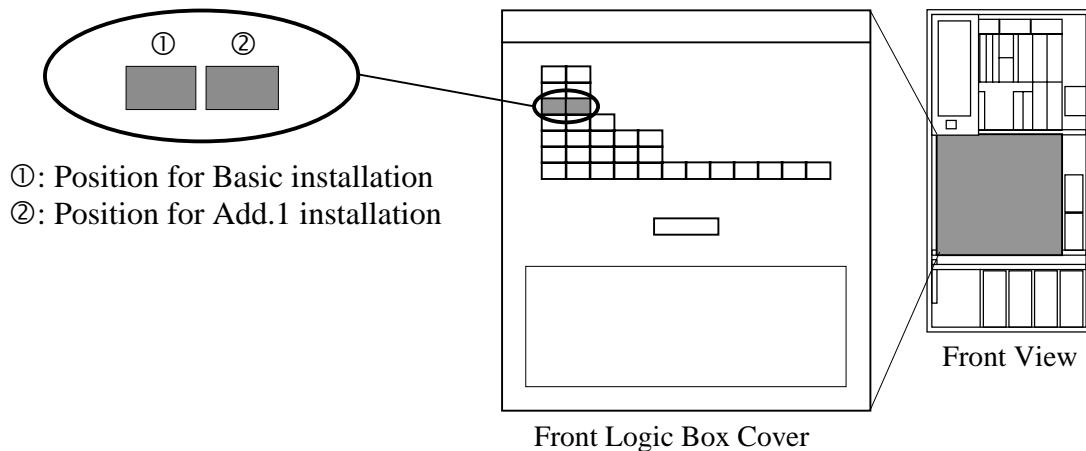 ① ②
①: Position for Basic installation
②: Position for Add.1 installation
Front View
Front Logic Box Cover